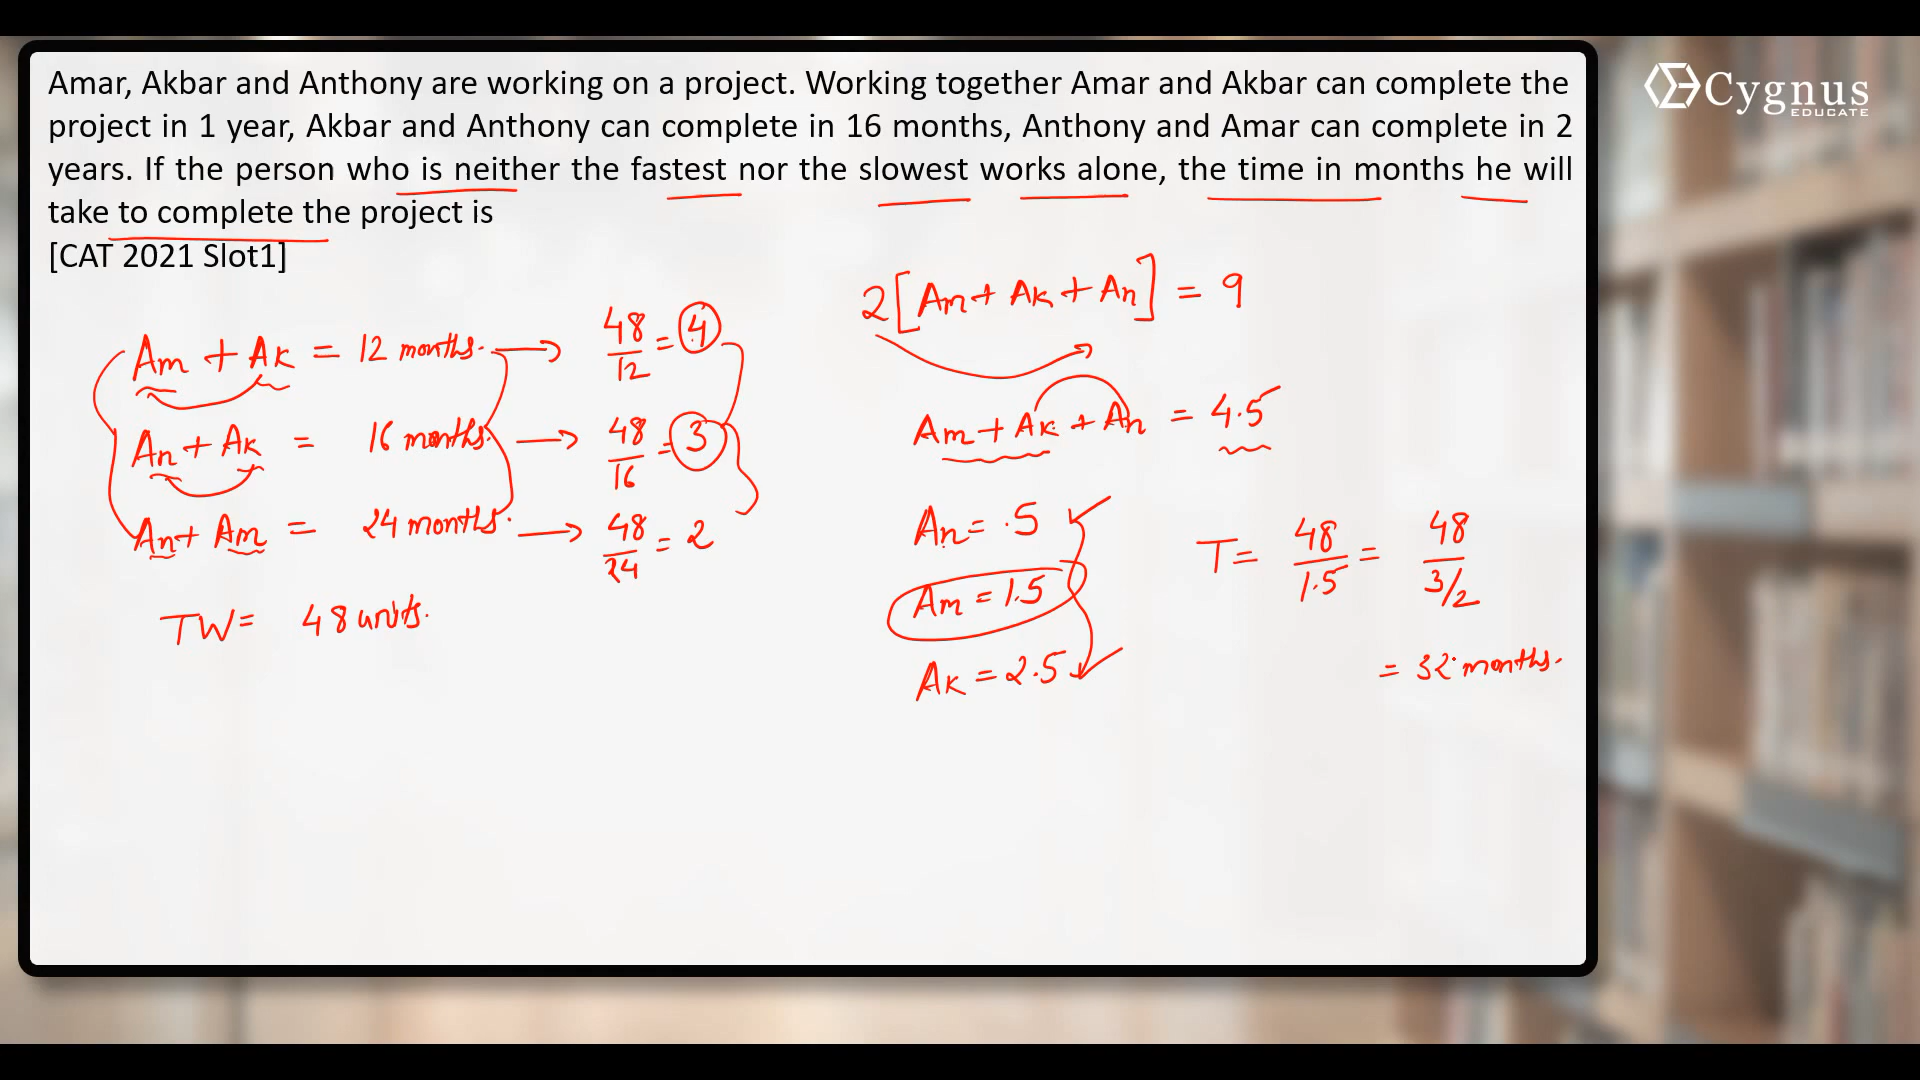 Amar, Akbar and Anthony are working on a project. Working together Amar and Akbar can complete the
project in 1 year, Akbar and Anthony can complete in 16 months, Anthony and Amar can complete in 2
years. If the person who is neither the fastest nor the slowest works alone, the time in months he will
take to complete the project is
[CAT 2021 Slot1]
Cygnus
EDUCATE
Am + Ak = 12 months. → 48/12 = 4
An + Ak = 16 months. → 48/16 = 3
An + Am = 24 months. → 48/24 = 2
TW = 48 units.
2[Am + Ak + An] = 9
Am + Ak + An = 4.5
An = .5
Am = 1.5
Ak = 2.5
T = 48/1.5 = 48/3/2
= 32 months.